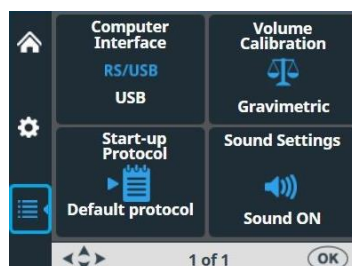 Computer
Interface
RS/USB
USB
Volume
Calibration
Gravimetric
Start-up
Protocol
Default protocol
Sound Settings
Sound ON
1 of 1
OK